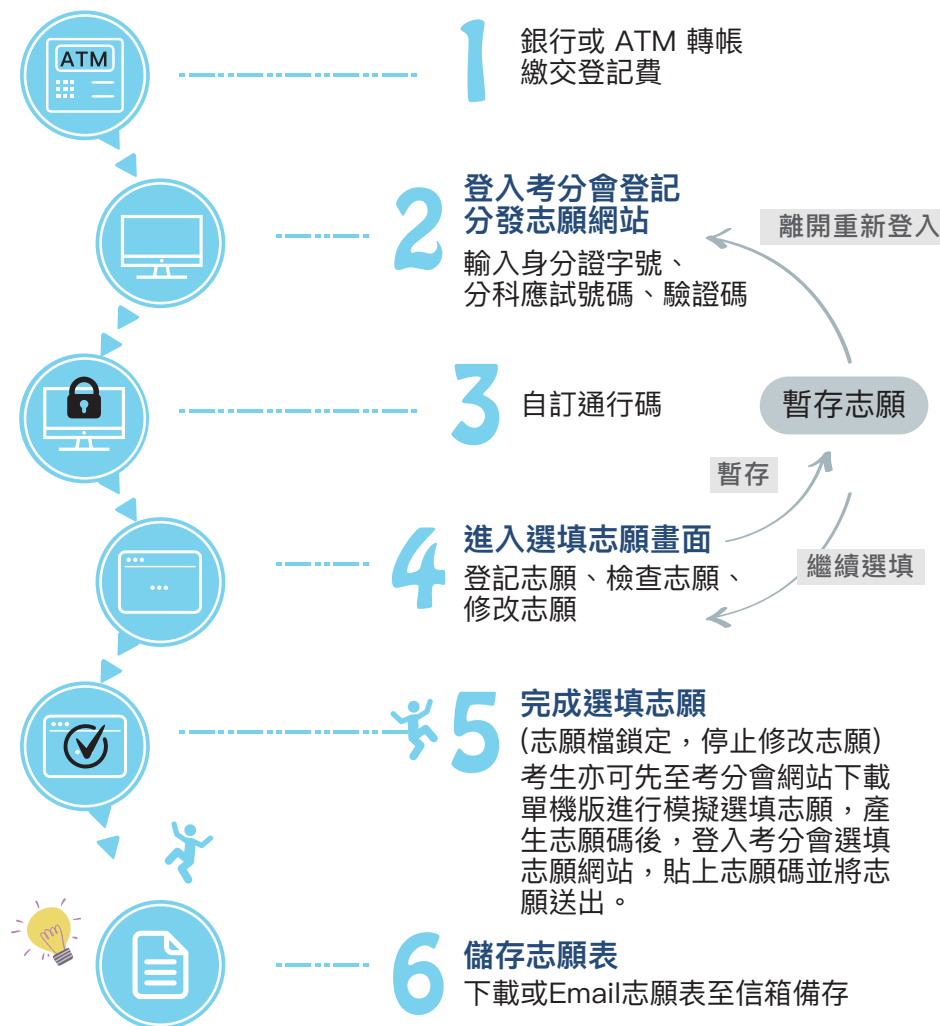 ATM
1
銀行或 ATM 轉帳
繳交登記費
2
登入考分會登記
分發志願網站
輸入身分證字號、
分科應試號碼、驗證碼
離開重新登入
3
自訂通行碼
暫存志願
暫存
4
進入選填志願畫面
登記志願、檢查志願、
修改志願
繼續選填
5
完成選填志願
(志願檔鎖定，停止修改志願)
考生亦可先至考分會網站下載
單機版進行模擬選填志願，產
生志願碼後，登入考分會選填
志願網站，貼上志願碼並將志
願送出。
6
儲存志願表
下載或Email志願表至信箱備存